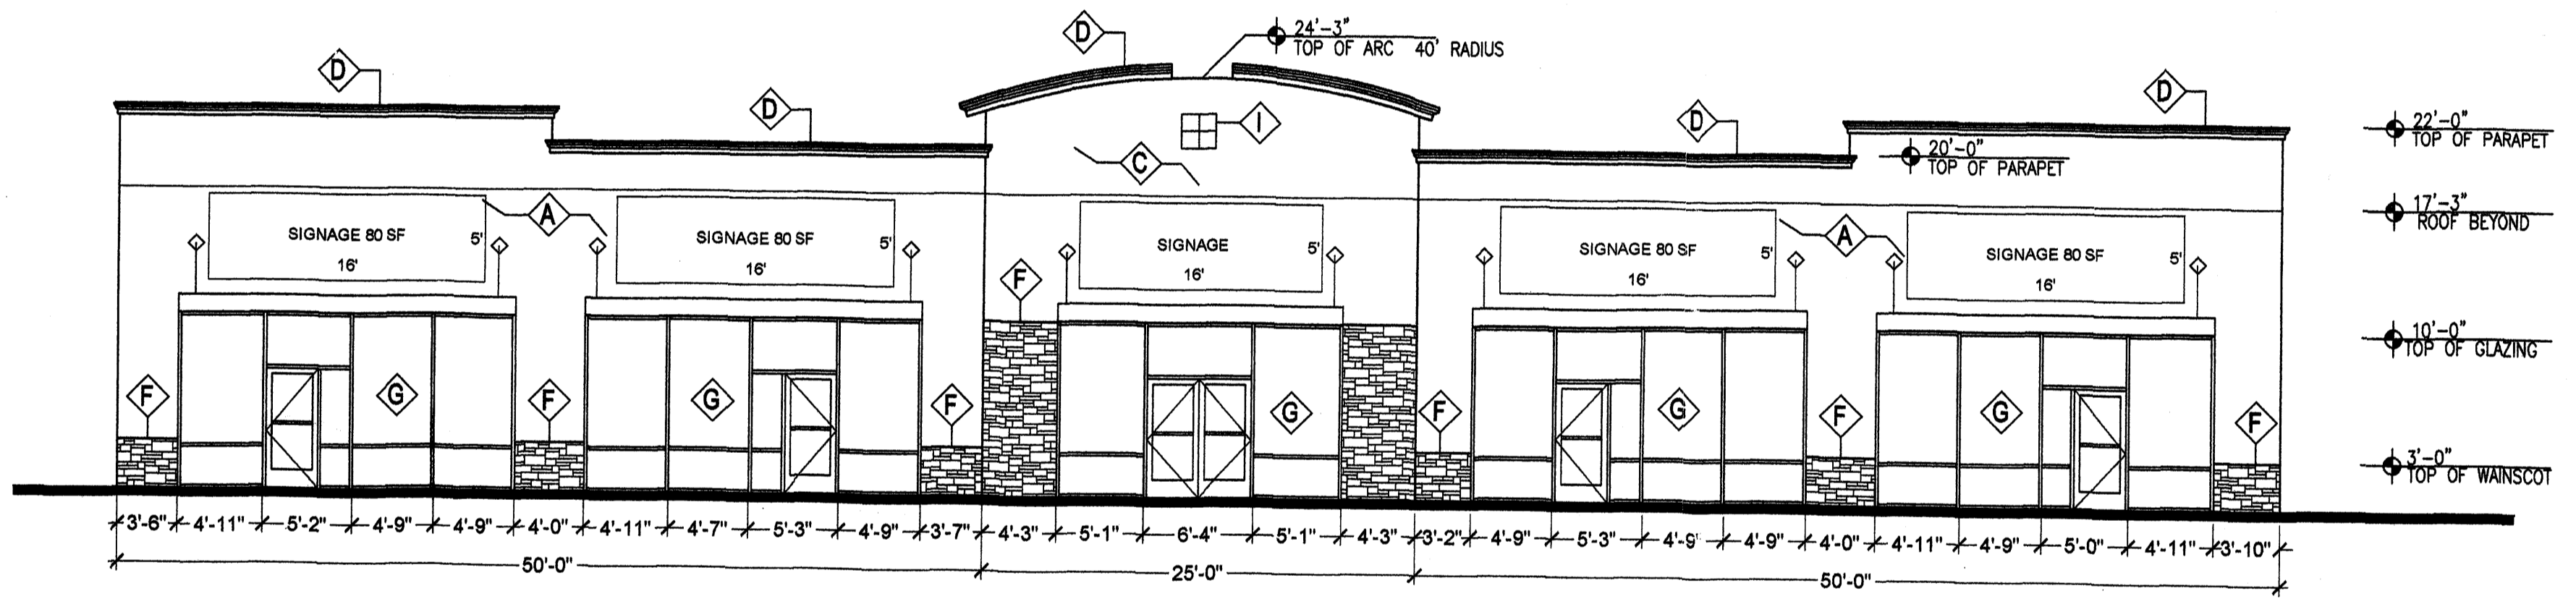 D
24'-3"
TOP OF ARC 40' RADIUS
D
D
D
D
I
C
22'-0"
TOP OF PARAPET
20'-0"
TOP OF PARAPET
17'-3"
ROOF BEYOND
A
A
SIGNAGE 80 SF
5'
16'
SIGNAGE 80 SF
5'
16'
SIGNAGE
5'
16'
SIGNAGE 80 SF
5'
16'
SIGNAGE 80 SF
5'
16'
F
10'-0"
TOP OF GLAZING
F
G
F
G
F
G
F
G
F
G
F
3'-0"
TOP OF WAINSCOT
3'-6" 4'-11" 5'-2" 4'-9" 4'-9" 4'-0" 4'-11" 4'-7" 5'-3" 4'-9" 3'-7" 4'-3" 5'-1" 6'-4" 5'-1" 4'-3" 3'-2" 4'-9" 5'-3" 4'-9' 4'-9" 4'-0" 4'-11" 4'-9" 5'-0" 4'-11" 3'-10"
50'-0" 25'-0" 50'-0"